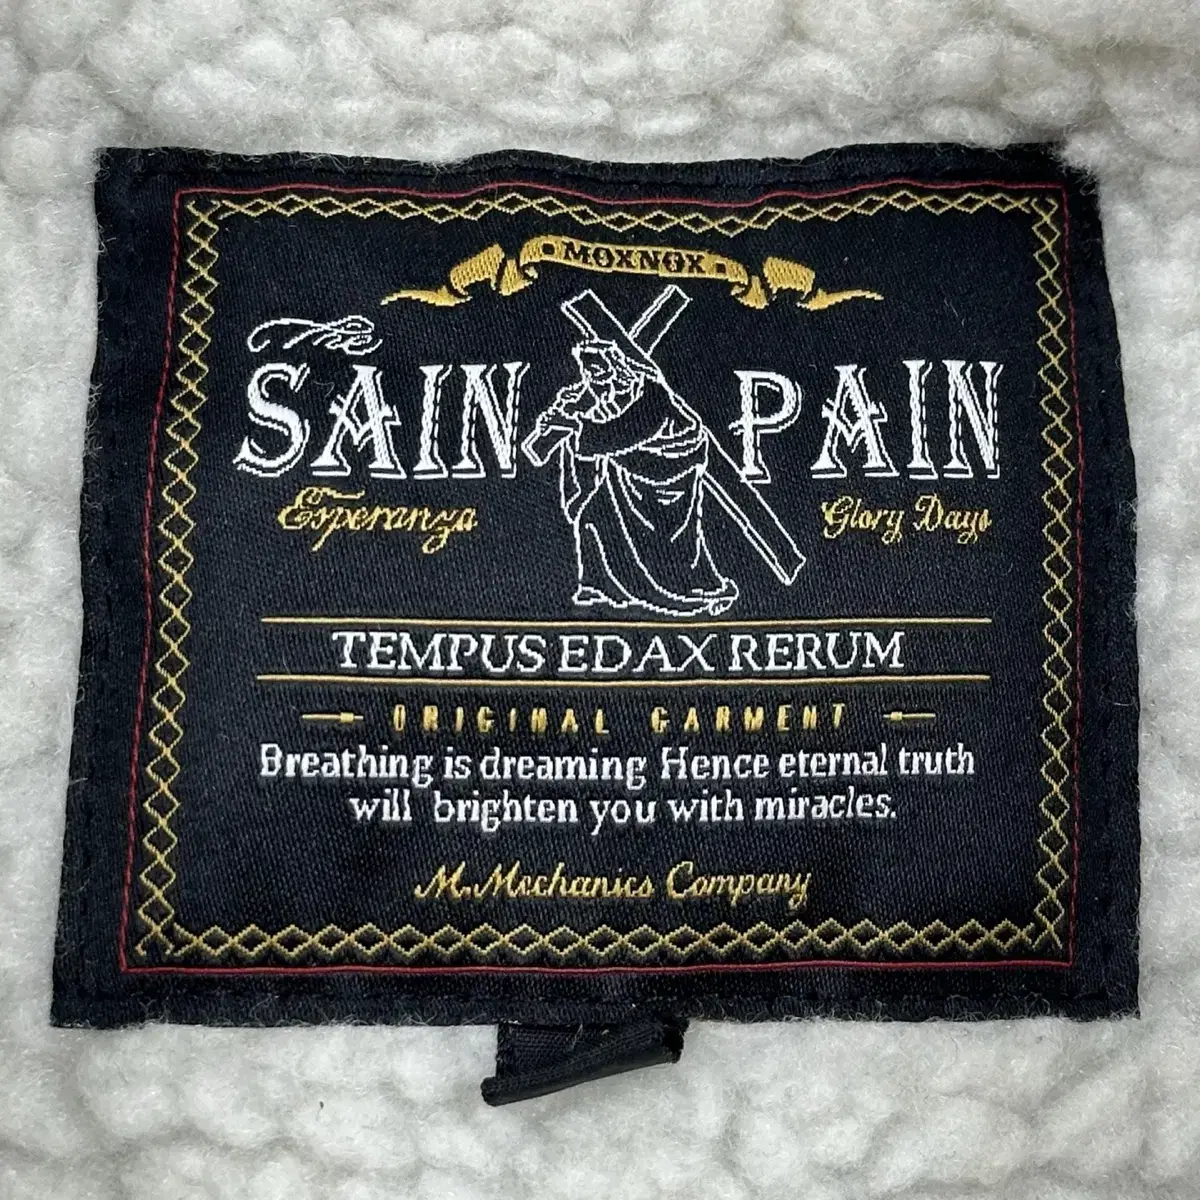 MOXNOX
The
SAIN PAIN
Esperanza Glory Days
TEMPUS EDAX RERUM
ORIGINAL GARMENT
Breathing is dreaming Hence eternal truth
will brighten you with miracles.
M.Mechanics Company